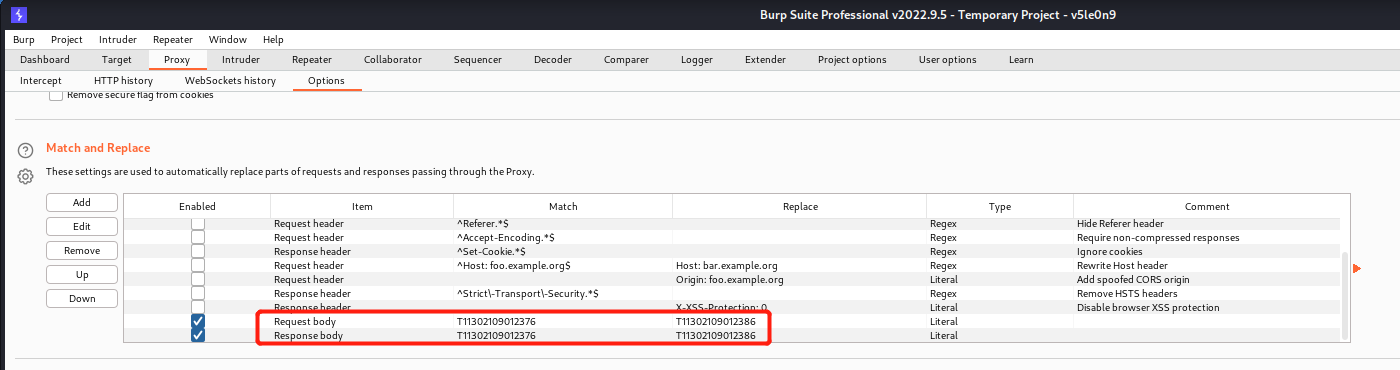 Burp Suite Professional v2022.9.5 - Temporary Project - v5le0n9
Burp Project Intruder Repeater Window Help
Dashboard Target Proxy Intruder Repeater Collaborator Sequencer Decoder Comparer Logger Extender Project options User options Learn
Intercept HTTP history WebSockets history Options
Remove secure flag from cookies
Match and Replace
These settings are used to automatically replace parts of requests and responses passing through the Proxy.
Add
Edit
Remove
Up
Down
Enabled Item Match Replace Type Comment
Request header ^Referer.*$ Regex Hide Referer header
Request header ^Accept-Encoding.*$ Regex Require non-compressed responses
Response header ^Set-Cookie.*$ Regex Ignore cookies
Request header ^Host: foo.example.org$ Host: bar.example.org Regex Rewrite Host header
Request header Origin: foo.example.org Literal Add spoofed CORS origin
Response header ^Strict\-Transport\-Security.*$ Regex Remove HSTS headers
Response header X-XSS-Protection: 0 Literal Disable browser XSS protection
Request body T11302109012376 T11302109012386 Literal
Response body T11302109012376 T11302109012386 Literal